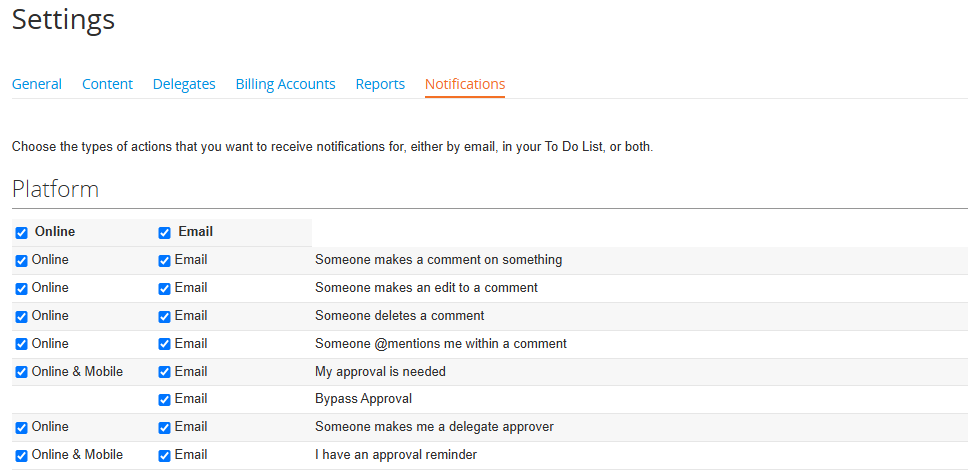 Settings
General Content Delegates Billing Accounts Reports Notifications
Choose the types of actions that you want to receive notifications for, either by email, in your To Do List, or both.
Platform
Online Email
Online Email Someone makes a comment on something
Online Email Someone makes an edit to a comment
Online Email Someone deletes a comment
Online Email Someone @mentions me within a comment
Online & Mobile Email My approval is needed
Email Bypass Approval
Online Email Someone makes me a delegate approver
Online & Mobile Email I have an approval reminder